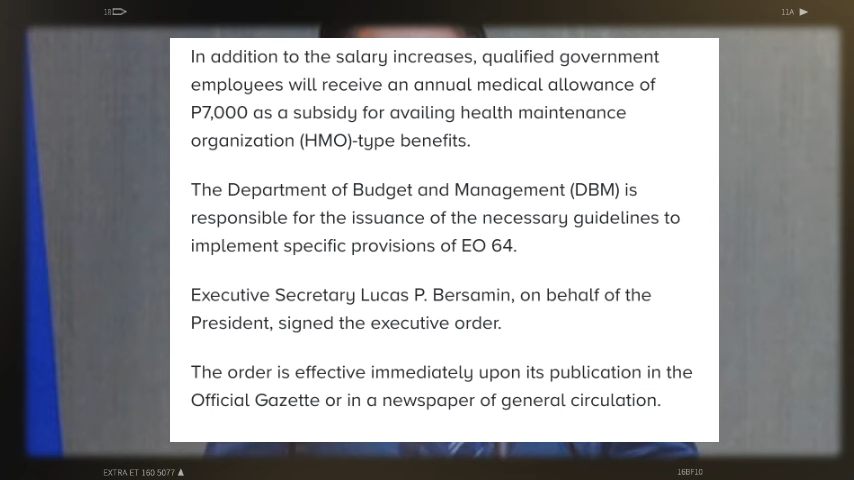 18
11A
In addition to the salary increases, qualified government
employees will receive an annual medical allowance of
P7,000 as a subsidy for availing health maintenance
organization (HMO)-type benefits.
The Department of Budget and Management (DBM) is
responsible for the issuance of the necessary guidelines to
implement specific provisions of EO 64.
Executive Secretary Lucas P. Bersamin, on behalf of the
President, signed the executive order.
The order is effective immediately upon its publication in the
Official Gazette or in a newspaper of general circulation.
EXTRA ET 160 5077
16BF10